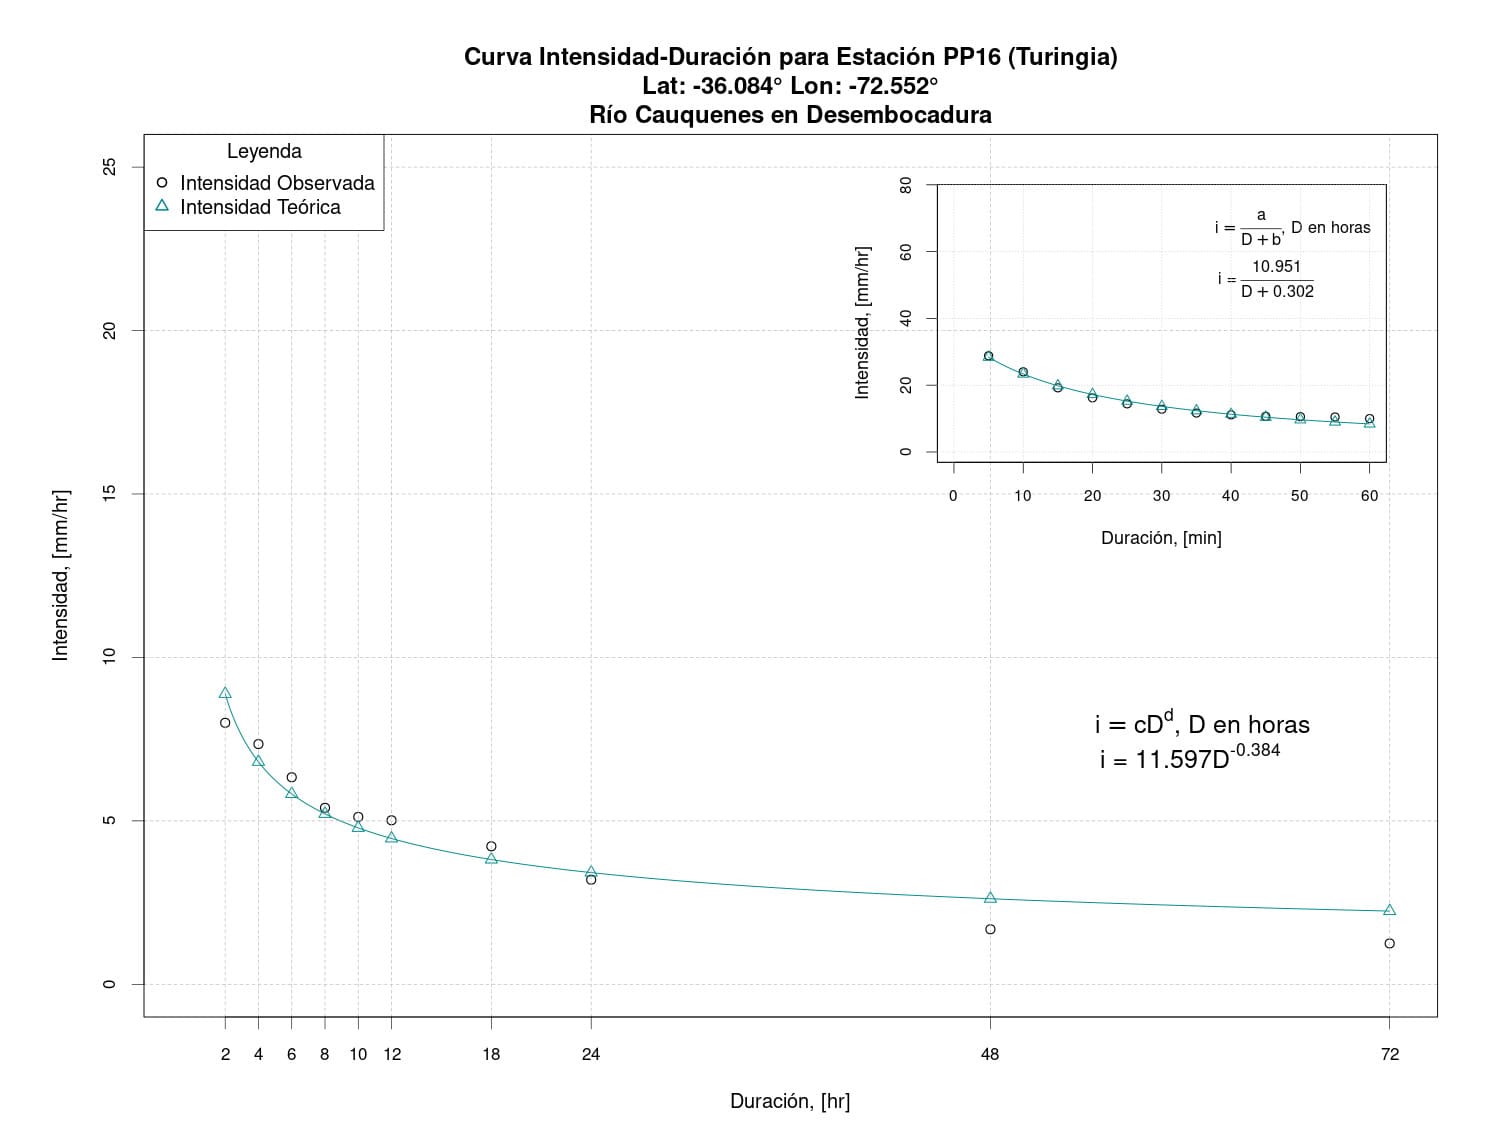 Curva Intensidad-Duración para Estación PP16 (Turingia)
Lat: -36.084° Lon: -72.552°
Río Cauquenes en Desembocadura
Leyenda
Intensidad Observada
Intensidad Teórica
Intensidad, [mm/hr]
25
20
15
10
5
0
2 4 6 8 10 12 18 24 48 72
Duración, [hr]
Intensidad, [mm/hr]
80
60
40
20
0
0 10 20 30 40 50 60
Duración, [min]
i = a / D + b, D en horas
i = 10.951 / D + 0.302
i = cD^d, D en horas
i = 11.597D^-0.384